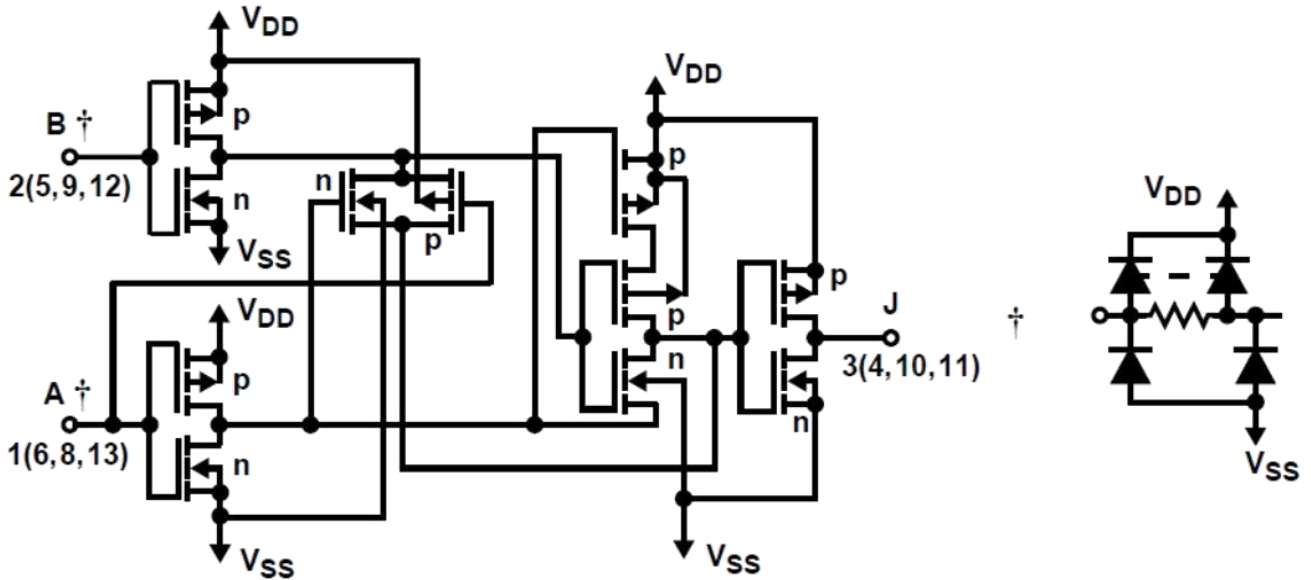 VDD
B †
p
2(5,9,12)
n
VSS
n
p
VDD
A †
p
1(6,8,13)
n
VSS
VDD
p
p
n
p
J
3(4,10,11)
n
VSS
†
VDD
VSS